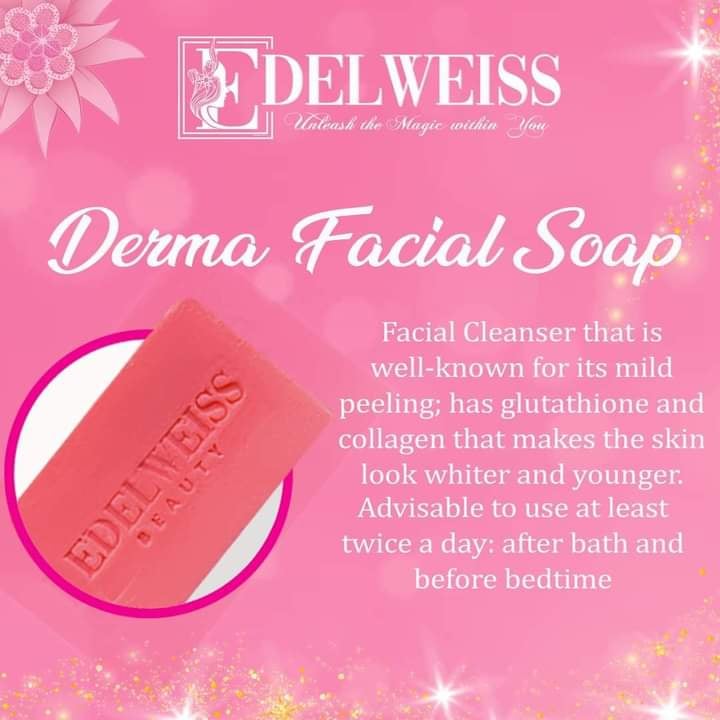 EDELWEISS
Unleash the Magic within You
Derma Facial Soap
Facial Cleanser that is
well-known for its mild
peeling; has glutathione and
collagen that makes the skin
look whiter and younger.
Advisable to use at least
twice a day: after bath and
before bedtime
EDELWEISS
BEAUTY